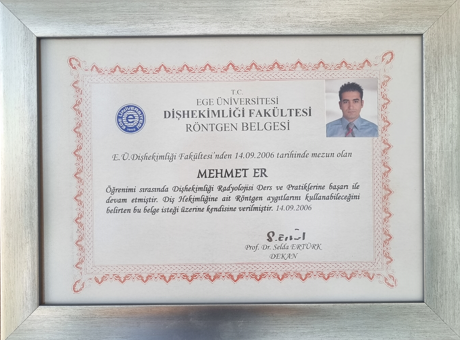 T.C.
EGE ÜNİVERSİTESİ
DİŞHEKİMLİĞİ FAKÜLTESİ
RÖNTGEN BELGESİ
E.Ü.Dişhekimliği Fakültesi'nden 14.09.2006 tarihinde mezun olan
MEHMET ER
Öğrenimi sırasında Dişhekimliği Radyolojisi Ders ve Pratiklerine başarı ile
devam etmiştir. Diş Hekimliğine ait Röntgen aygıtlarını kullanabileceğini
belirten bu belge isteği üzerine kendisine verilmiştir. 14.09.2006
Prof. Dr. Selda ERTÜRK
DEKAN